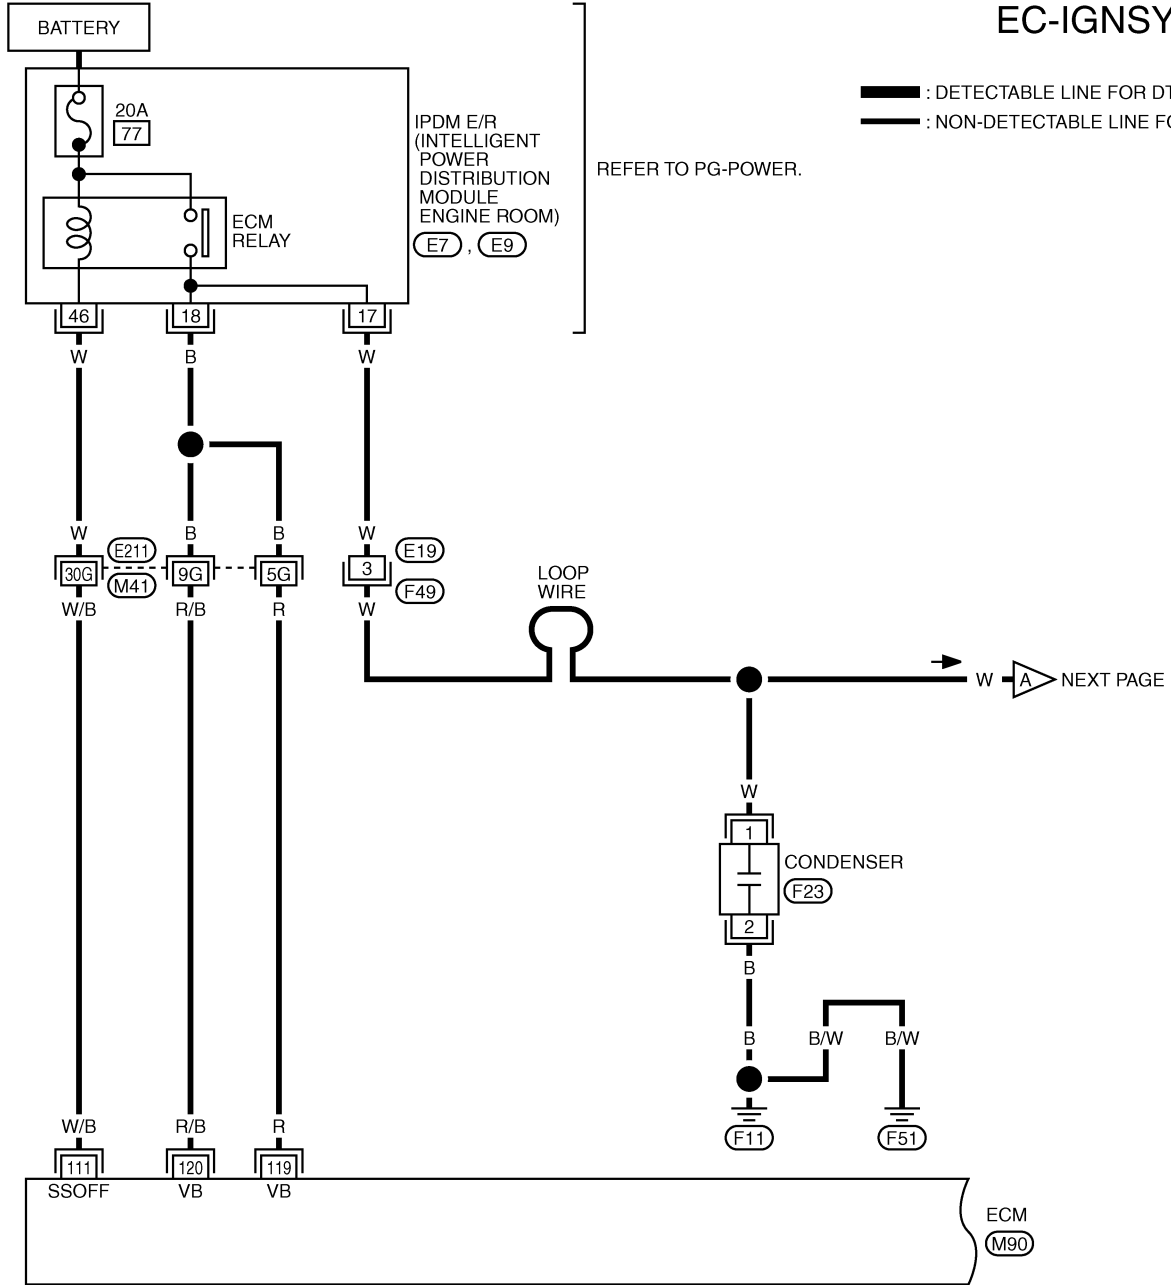 BATTERY
EC-IGNSY
: DETECTABLE LINE FOR DT
: NON-DETECTABLE LINE FO
20A
77
IPDM E/R
(INTELLIGENT
POWER
DISTRIBUTION
MODULE
ENGINE ROOM)
E7 , E9
REFER TO PG-POWER.
ECM
RELAY
46 18 17
W B W
W B B W
E211 E19
30G 9G 5G 3
M41 F49
W/B R/B R W
LOOP
WIRE
W A NEXT PAGE
W
1
CONDENSER
F23
2
B
B B/W B/W
W/B R/B R
F11 F51
111 120 119
SSOFF VB VB
ECM
M90